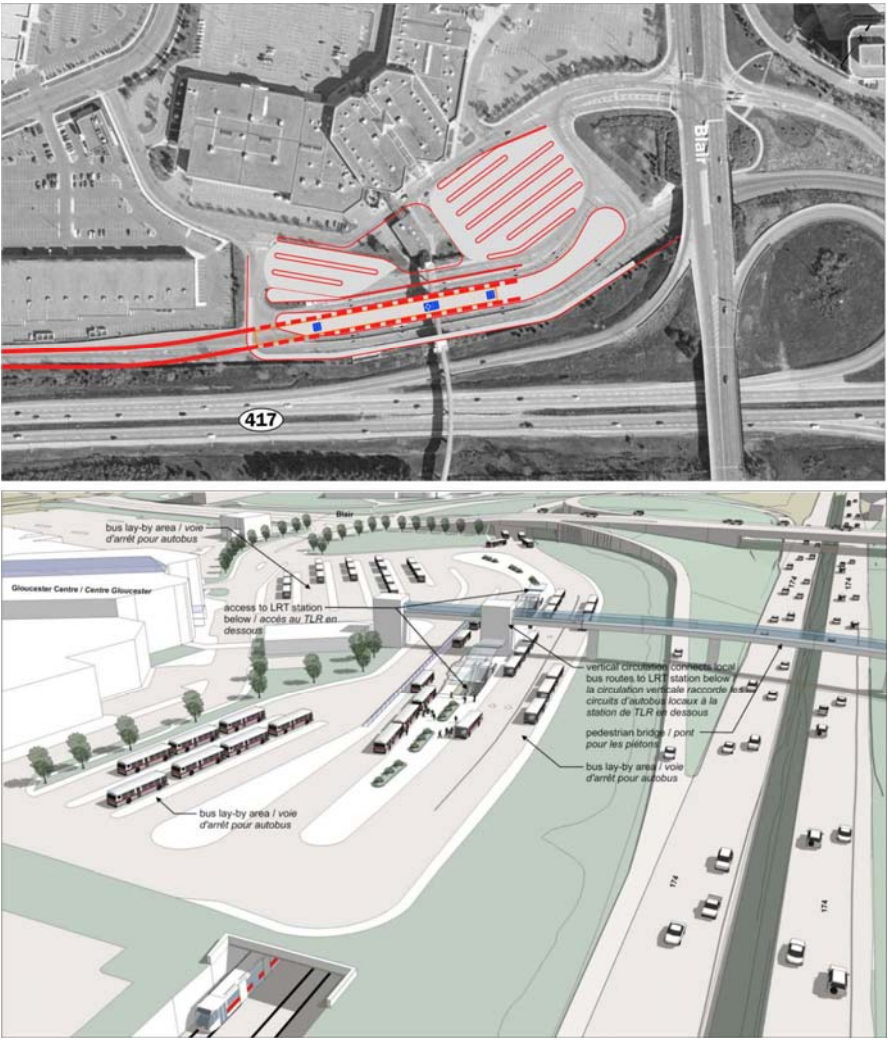 Blair
417
Blair
bus lay-by area / voie
d'arrêt pour autobus
Gloucester Centre / Centre Gloucester
access to LRT station
below / accés au TLR en
dessous
174
174
vertical circulation connects local
bus routes to LRT station below /
la circulation verticale raccorde les
circuits d'autobus locaux à la
station de TLR en dessous
pedestrian bridge / pont
pour les piétons
bus lay-by area / voie
d'arrêt pour autobus
bus lay-by area / voie
d'arrêt pour autobus
174
174